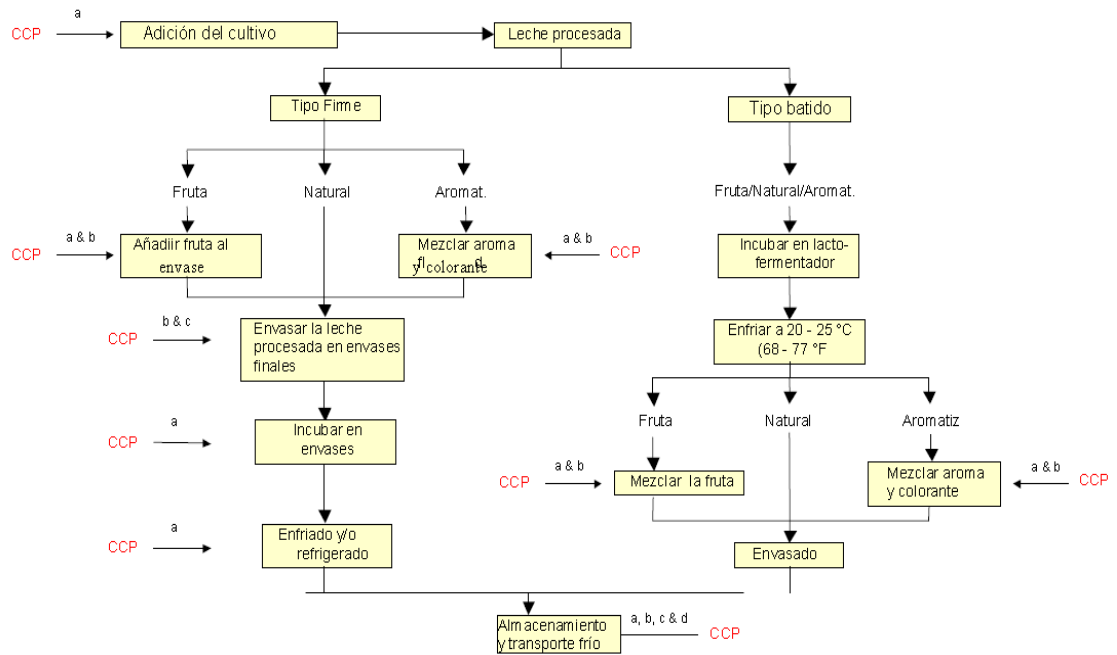 a
CCP
Adición del cultivo
Leche procesada
Tipo Firme
Tipo batido
Fruta
Natural
Aromat.
Fruta/Natural/Aromat.
a & b
CCP
Añadiir fruta al
envase
Mezclar aroma
y colorante
a & b
CCP
Incubar en lacto-
fermentador
b & c
CCP
Envasar la leche
procesada en envases
finales
Enfriar a 20 - 25 °C
(68 - 77 °F
a
CCP
Incubar en
envases
Fruta
Natural
Aromatiz
a & b
CCP
Mezclar la fruta
Mezclar aroma
y colorante
a & b
CCP
a
CCP
Enfriado y/o
refrigerado
Envasado
Almacenamiento
y transporte frío
a, b, c & d
CCP